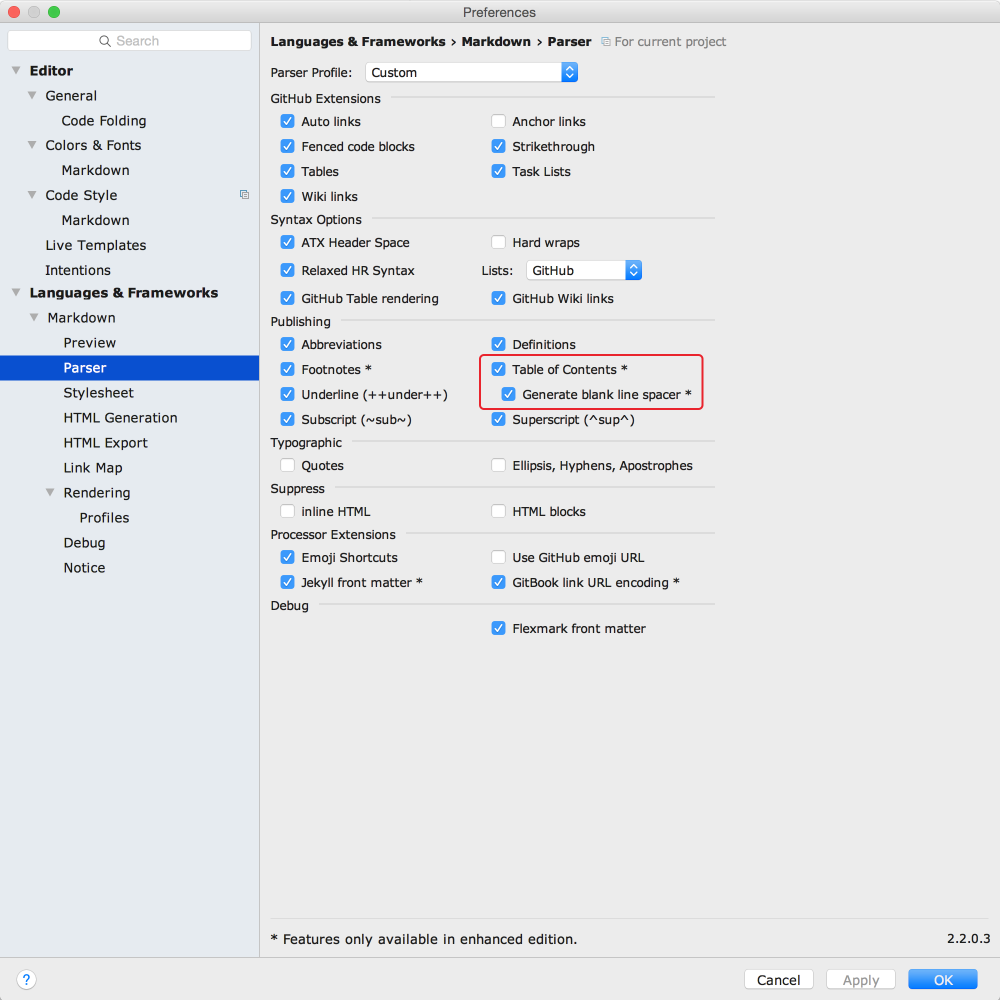 Preferences
Search
Editor
General
Code Folding
Colors & Fonts
Markdown
Code Style
Markdown
Live Templates
Intentions
Languages & Frameworks
Markdown
Preview
Parser
Stylesheet
HTML Generation
HTML Export
Link Map
Rendering
Profiles
Debug
Notice
Languages & Frameworks › Markdown › Parser For current project
Parser Profile: Custom
GitHub Extensions
Auto links Anchor links
Fenced code blocks Strikethrough
Tables Task Lists
Wiki links
Syntax Options
ATX Header Space Hard wraps
Relaxed HR Syntax Lists: GitHub
GitHub Table rendering GitHub Wiki links
Publishing
Abbreviations Definitions
Footnotes * Table of Contents *
Underline (++under++) Generate blank line spacer *
Subscript (~sub~) Superscript (^sup^)
Typographic
Quotes Ellipsis, Hyphens, Apostrophes
Suppress
inline HTML HTML blocks
Processor Extensions
Emoji Shortcuts Use GitHub emoji URL
Jekyll front matter * GitBook link URL encoding *
Debug
Flexmark front matter
* Features only available in enhanced edition. 2.2.0.3
? Cancel Apply OK